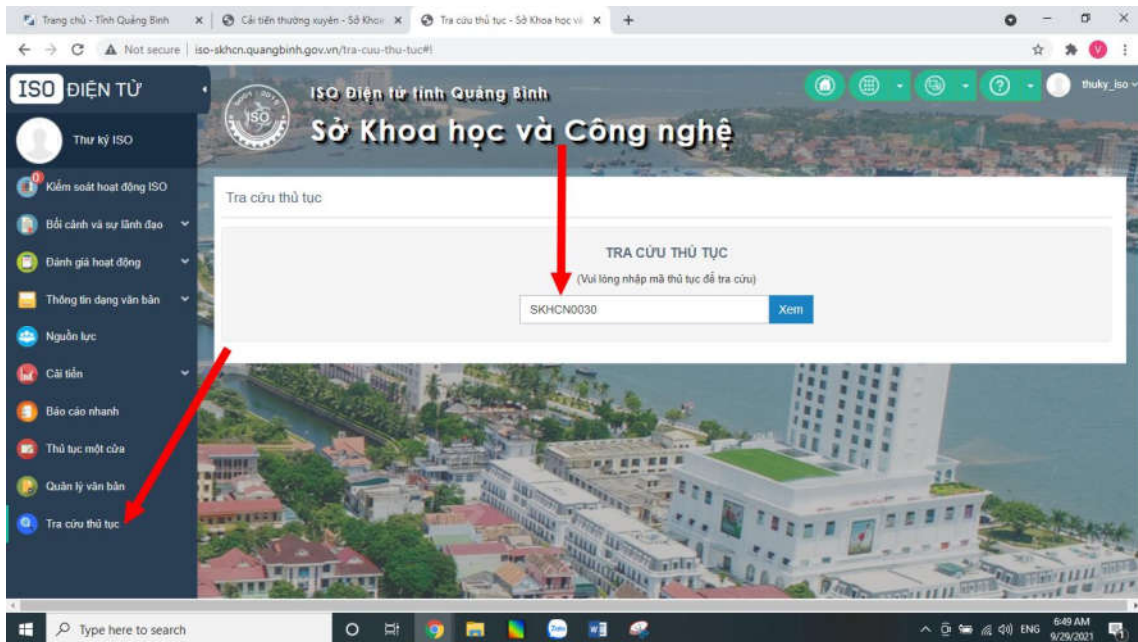 Trang chủ - Tỉnh Quảng Bình
Cải tiến thường xuyên - Sở Khoa
Tra cứu thủ tục - Sở Khoa học và
Not secure | iso-skhcn.quangbinh.gov.vn/tra-cuu-thu-tuc#!
V
ISO ĐIỆN TỬ
ISO Điện tử tỉnh Quảng Bình
Sở Khoa học và Công nghệ
ISO
thuky_iso
Thư ký ISO
0
Kiểm soát hoạt động ISO
Bối cảnh và sự lãnh đạo
Đánh giá hoạt động
Thông tin dạng văn bản
Nguồn lực
Cải tiến
Báo cáo nhanh
Thủ tục một cửa
Quản lý văn bản
Tra cứu thủ tục
Tra cứu thủ tục
TRA CỨU THỦ TỤC
(Vui lòng nhập mã thủ tục để tra cứu)
SKHCN0030
Xem
Type here to search
Zalo
ENG
6:49 AM
9/29/2021